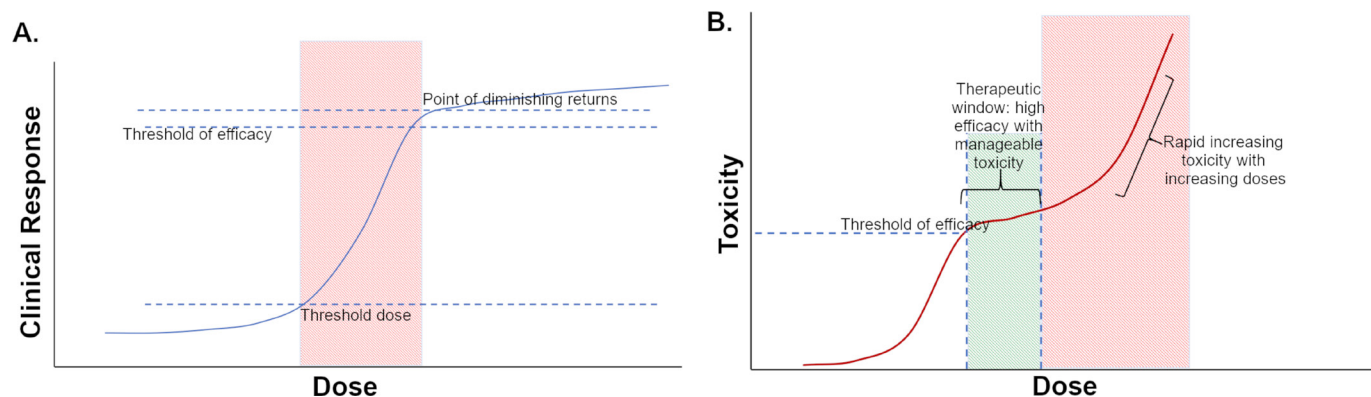 A.
Clinical Response
Point of diminishing returns
Threshold of efficacy
Threshold dose
Dose
B.
Toxicity
Therapeutic
window: high
efficacy with
manageable
toxicity
Rapid increasing
toxicity with
increasing doses
Threshold of efficacy
Dose